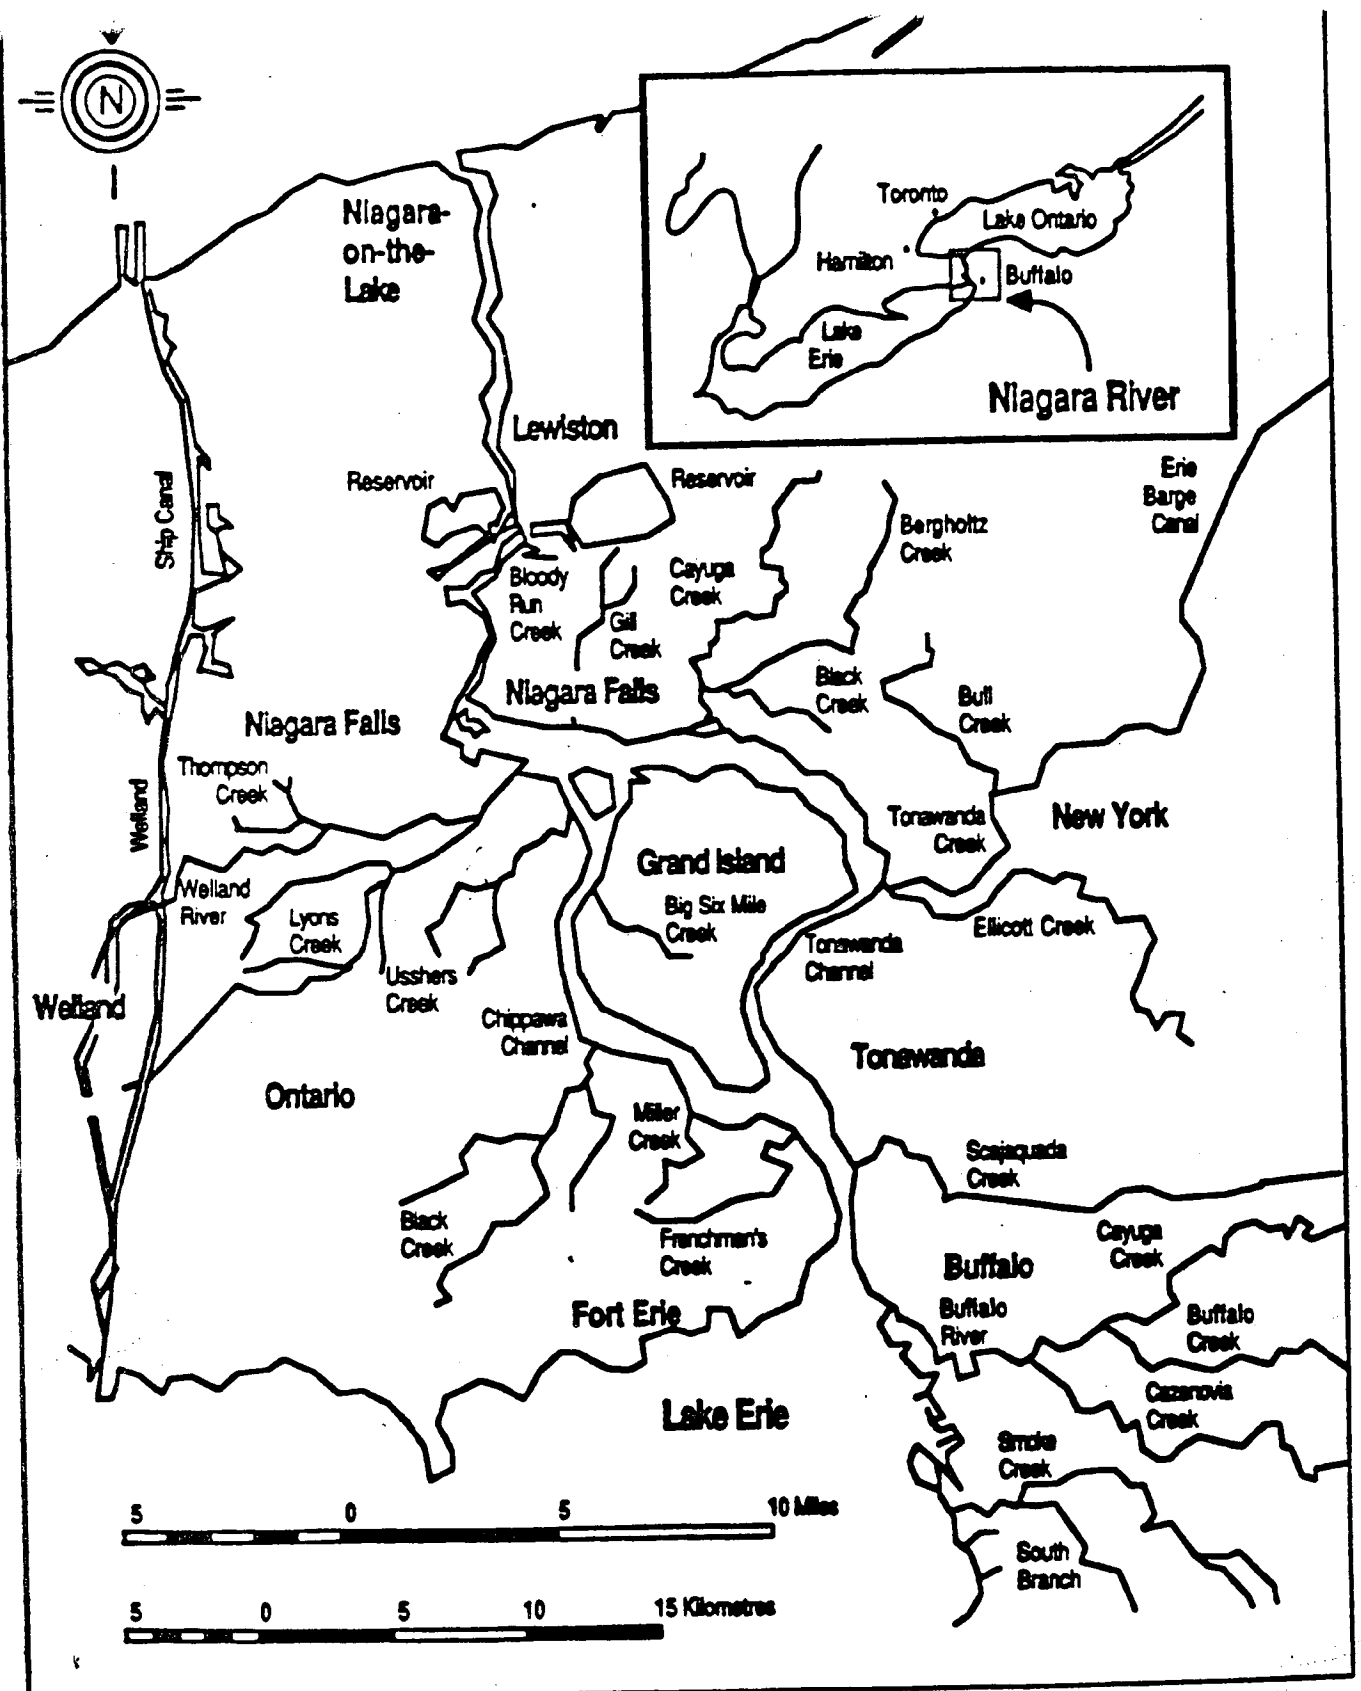 N
Niagara-
on-the-
Lake
Toronto
Lake Ontario
Hamilton
Buffalo
Lake
Erie
Niagara River
Lewiston
Reservoir
Reservoir
Erie
Barge
Canal
Ship Canal
Bergholtz
Creek
Bloody
Run
Creek
Cayuga
Creek
Gill
Creek
Niagara Falls
Black
Creek
Bull
Creek
Niagara Falls
Thompson
Creek
Welland
Tonawanda
Creek
New York
Grand Island
Welland
River
Lyons
Creek
Big Six Mile
Creek
Ellicott Creek
Tonawanda
Channel
Usshers
Creek
Welland
Chippawa
Channel
Tonawanda
Ontario
Miller
Creek
Scajaquada
Creek
Black
Creek
Frenchman's
Creek
Cayuga
Creek
Buffalo
Fort Erie
Buffalo
River
Buffalo
Creek
Lake Erie
Cazanovia
Creek
Smoke
Creek
5 0 5 10 Miles
South
Branch
5 0 5 10 15 Kilometres